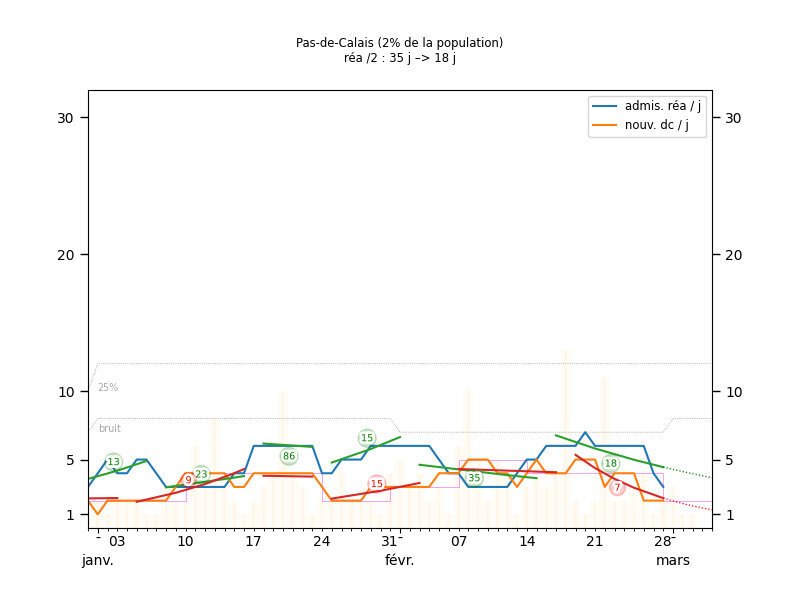 Pas-de-Calais (2% de la population)
réa /2 : 35 j –> 18 j
admis. réa / j
nouv. dc / j
30 30
20 20
25%
10 10
bruit
15
13 86 18
5 23 5
9 15 35 7
1 1
03 10 17 24 31 07 14 21 28
janv. févr. mars